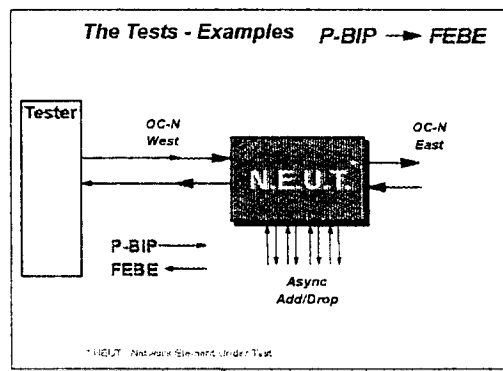 The Tests - Examples P-BIP → FEBE
Tester
OC-N
West
OC-N
East
N.E.U.T.*
P-BIP
FEBE
Async
Add/Drop
* NEUT - Network Element Under Test